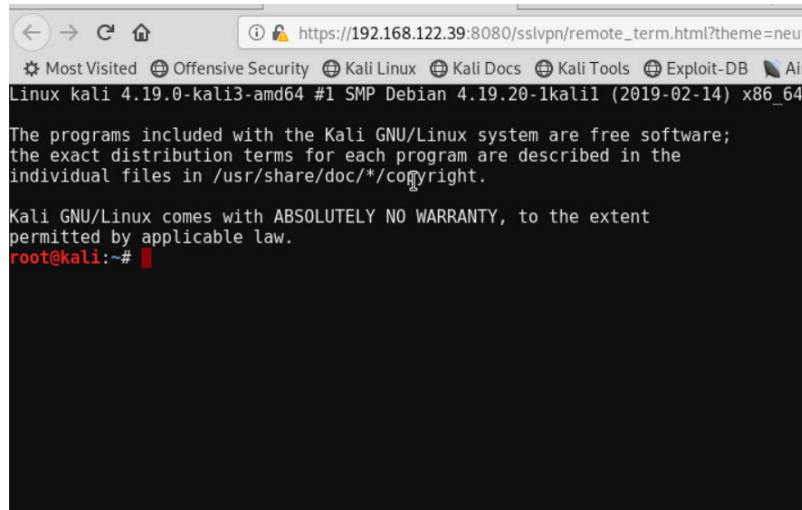 https://192.168.122.39:8080/sslvpn/remote_term.html?theme=neu
Most Visited Offensive Security Kali Linux Kali Docs Kali Tools Exploit-DB
Linux kali 4.19.0-kali3-amd64 #1 SMP Debian 4.19.20-1kali1 (2019-02-14) x86_64
The programs included with the Kali GNU/Linux system are free software;
the exact distribution terms for each program are described in the
individual files in /usr/share/doc/*/copyright.
Kali GNU/Linux comes with ABSOLUTELY NO WARRANTY, to the extent
permitted by applicable law.
root@kali:~#